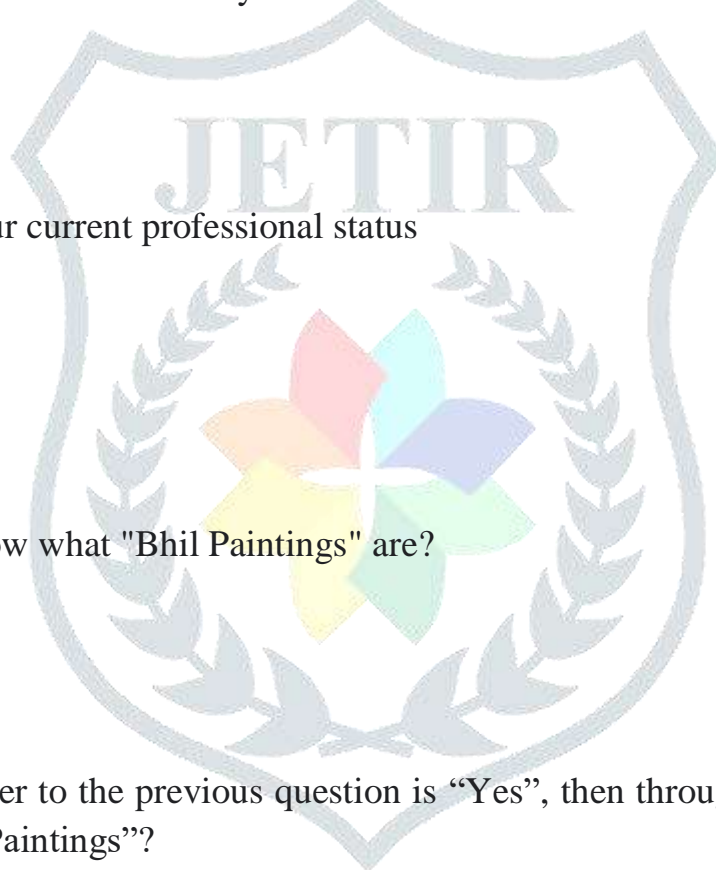 JETIR
ur current professional status
ow what "Bhil Paintings" are?
er to the previous question is “Yes”, then throu
Paintings”?